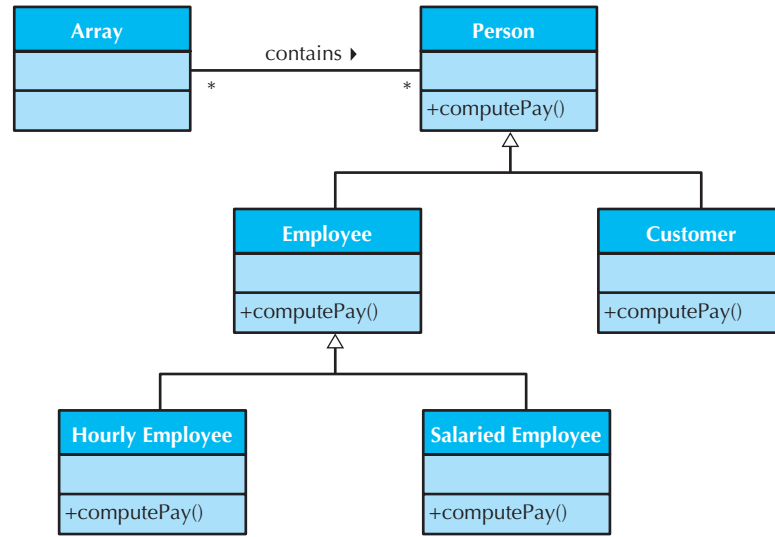 Array
Person
contains ▶
*
*
+computePay()
Employee
Customer
+computePay()
+computePay()
Hourly Employee
Salaried Employee
+computePay()
+computePay()